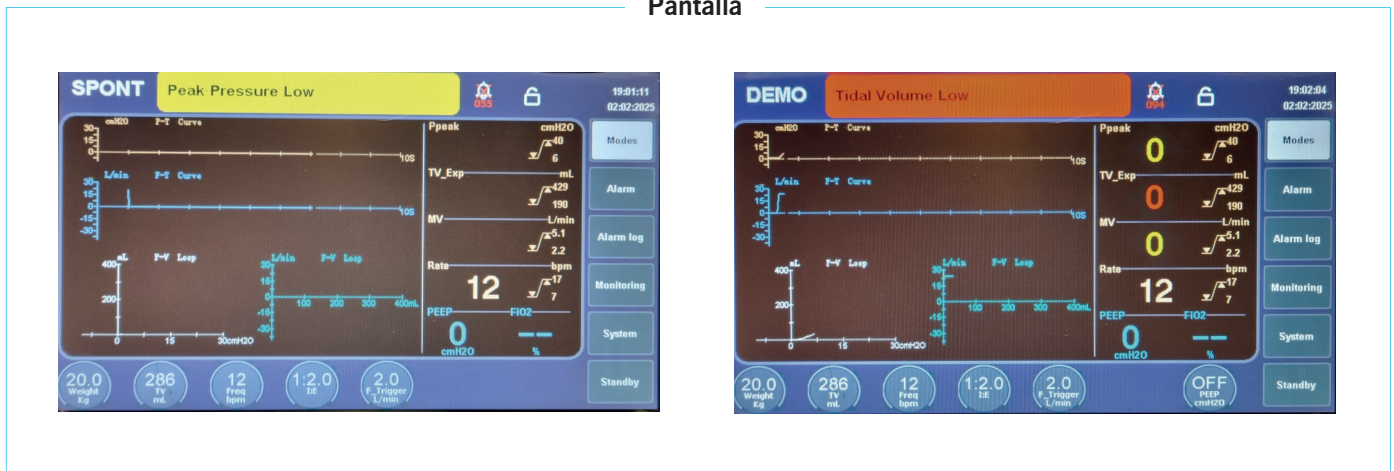 Pantalla
SPONT
Peak Pressure Low
055
19:01:11
02:02:2025
cmH2O P-T Curve
30
15
0
10S
L/min F-T Curve
30
15
0
-15
-30
10S
mL P-V Loop
400
200
0 15 30cmH2O
L/min F-V Loop
30
15
0
-15
-30
100 200 300 400mL
Ppeak cmH2O
40
6
TV_Exp mL
429
190
MV L/min
5.1
2.2
Rate bpm
12
17
7
PEEP FIO2
0 --
cmH2O %
Modes
Alarm
Alarm log
Monitoring
System
Standby
20.0
Weight
Kg
286
TV
mL
12
Freq
bpm
1:2.0
I:E
2.0
F_Trigger
L/min
DEMO
Tidal Volume Low
094
19:02:04
02:02:2025
cmH2O P-T Curve
30
15
0
10S
L/min F-T Curve
30
15
0
-15
-30
10S
mL P-V Loop
400
200
0 15 30cmH2O
L/min F-V Loop
30
15
0
-15
-30
100 200 300 400mL
Ppeak cmH2O
0
40
6
TV_Exp mL
0
429
190
MV L/min
0
5.1
2.2
Rate bpm
12
17
7
PEEP FIO2
0 --
cmH2O %
Modes
Alarm
Alarm log
Monitoring
System
Standby
20.0
Weight
Kg
286
TV
mL
12
Freq
bpm
1:2.0
I:E
2.0
F_Trigger
L/min
OFF
PEEP
cmH2O